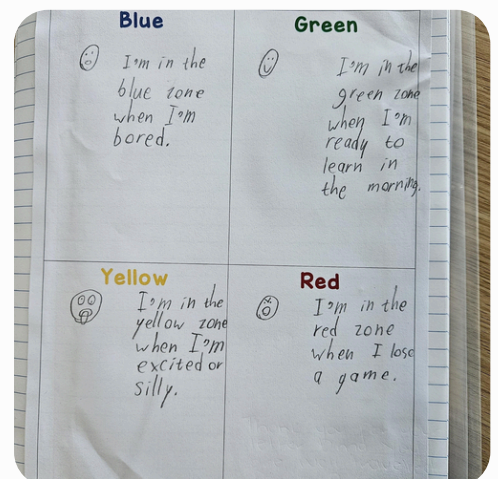 Blue
I'm in the
blue zone
when I'm
bored.
Green
I'm in the
green zone
when I'm
ready to
learn in
the morning.
Yellow
I'm in the
yellow zone
when I'm
excited or
silly.
Red
I'm in the
red zone
when I lose
a game.